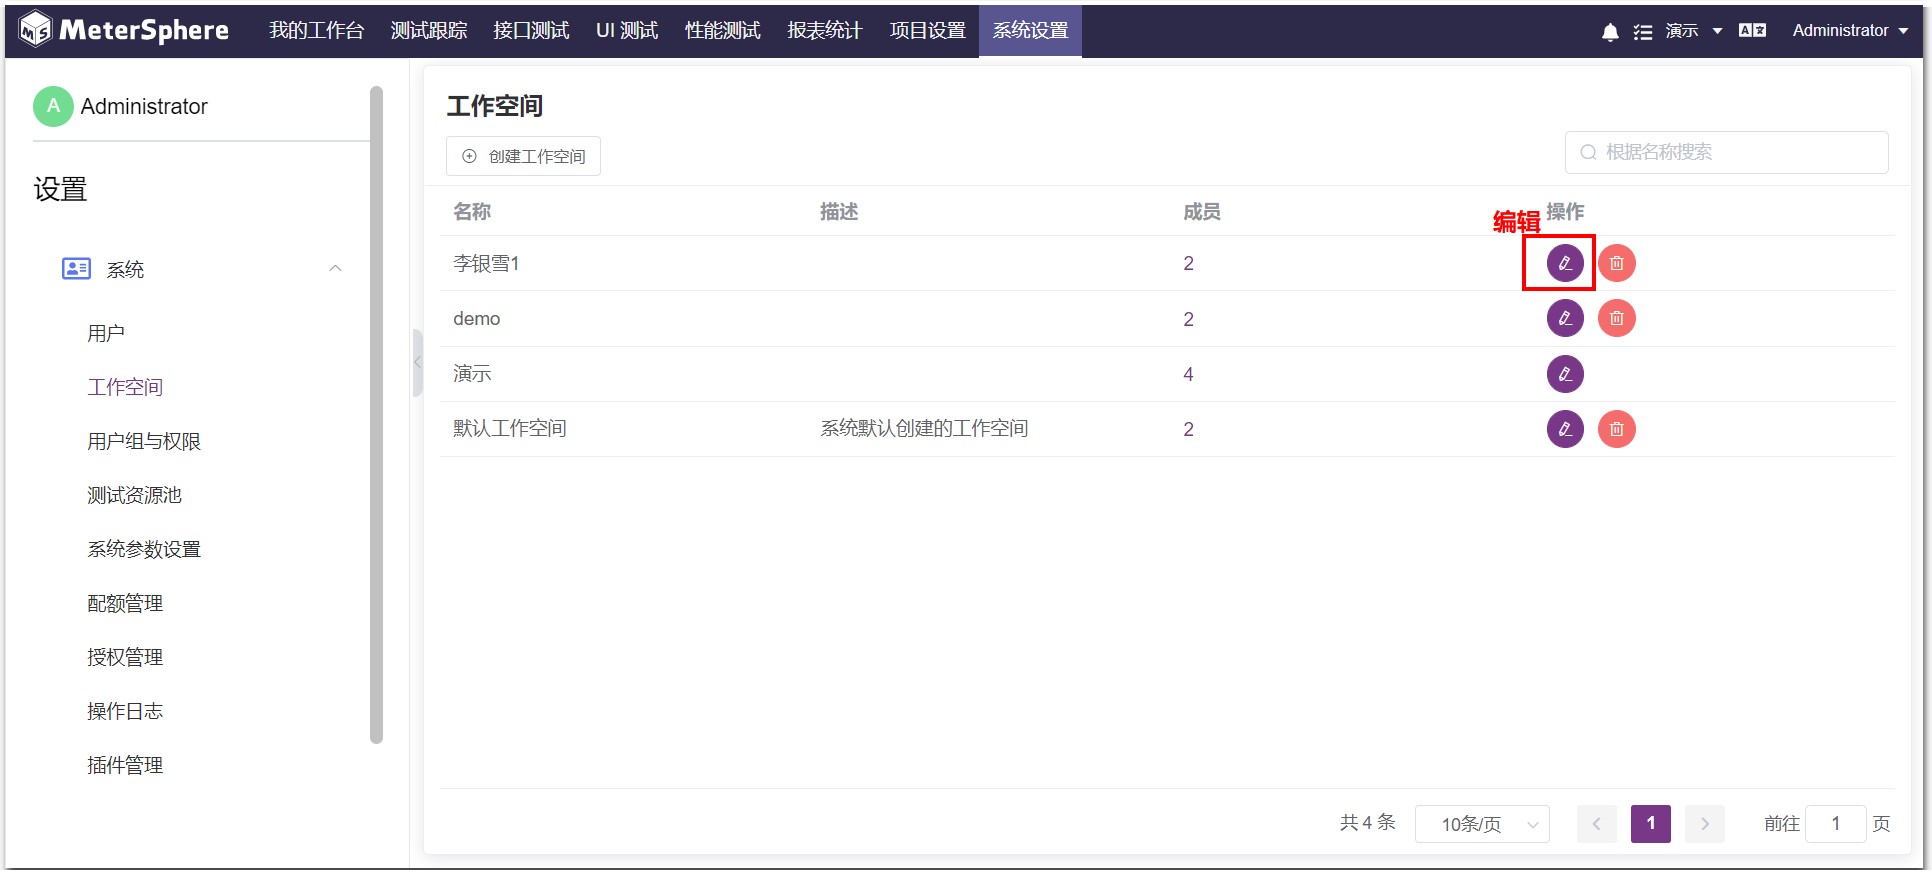 MeterSphere 我的工作台 测试跟踪 接口测试 UI 测试 性能测试 报表统计 项目设置 系统设置 演示 Administrator
A Administrator
设置
系统
用户
工作空间
用户组与权限
测试资源池
系统参数设置
配额管理
授权管理
操作日志
插件管理
工作空间
创建工作空间
根据名称搜索
名称 描述 成员 操作
编辑
李银雪1 2
demo 2
演示 4
默认工作空间 系统默认创建的工作空间 2
共 4 条 10条/页 1 前往 1 页